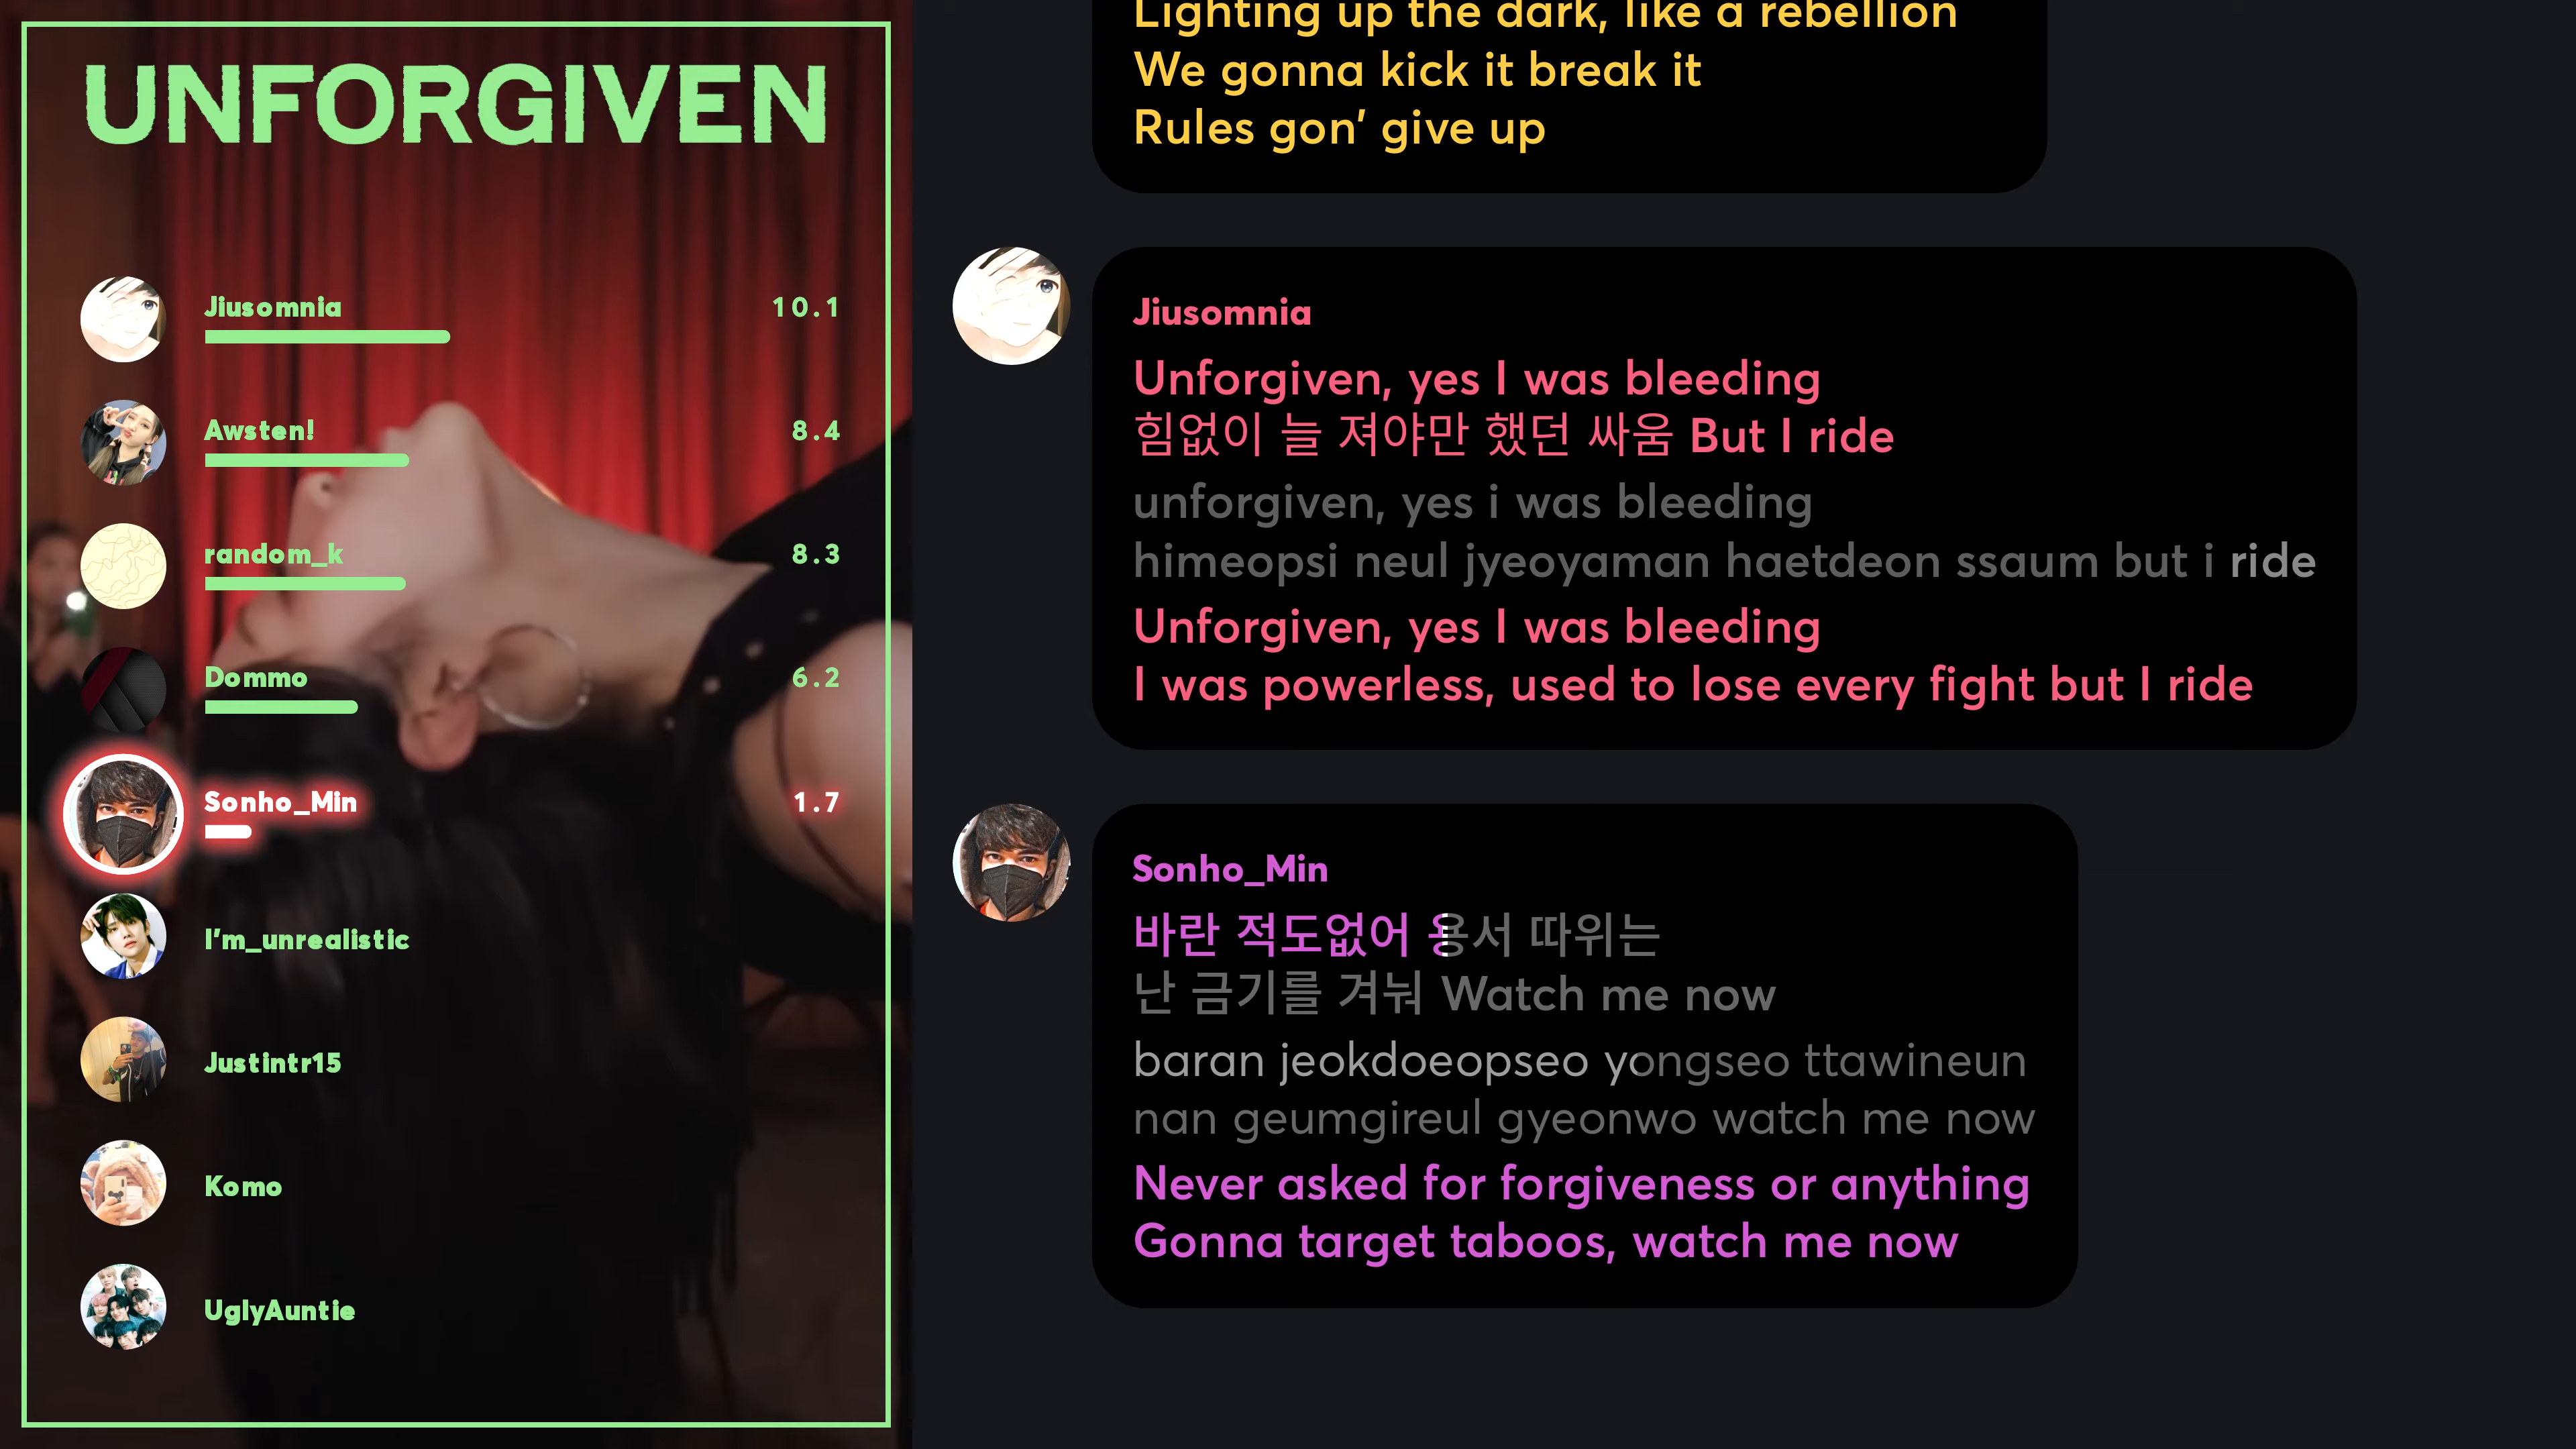 UNFORGIVEN
Jiusomnia 10.1
Awsten! 8.4
random_k 8.3
Dommo 6.2
Sonho_Min 1.7
I'm_unrealistic
Justintr15
Komo
UglyAuntie
Lighting up the dark, like a rebellion
We gonna kick it break it
Rules gon' give up
Jiusomnia
Unforgiven, yes I was bleeding
힘없이 늘 져야만 했던 싸움 But I ride
unforgiven, yes i was bleeding
himeopsi neul jyeoyaman haetdeon ssaum but i ride
Unforgiven, yes I was bleeding
I was powerless, used to lose every fight but I ride
Sonho_Min
바란 적도없어 용서 따위는
난 금기를 겨눠 Watch me now
baran jeokdoeopseo yongseo ttawineun
nan geumgireul gyeonwo watch me now
Never asked for forgiveness or anything
Gonna target taboos, watch me now